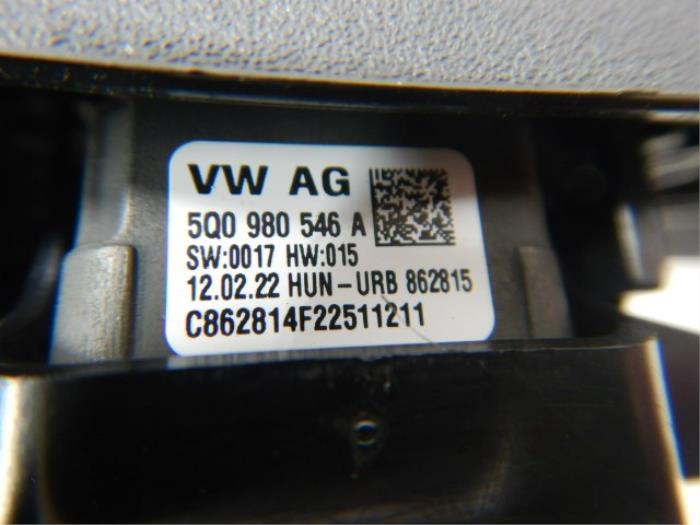 VW AG
5Q0 980 546 A
SW:0017 HW:015
12.02.22 HUN-URB 862815
C862814F22511211